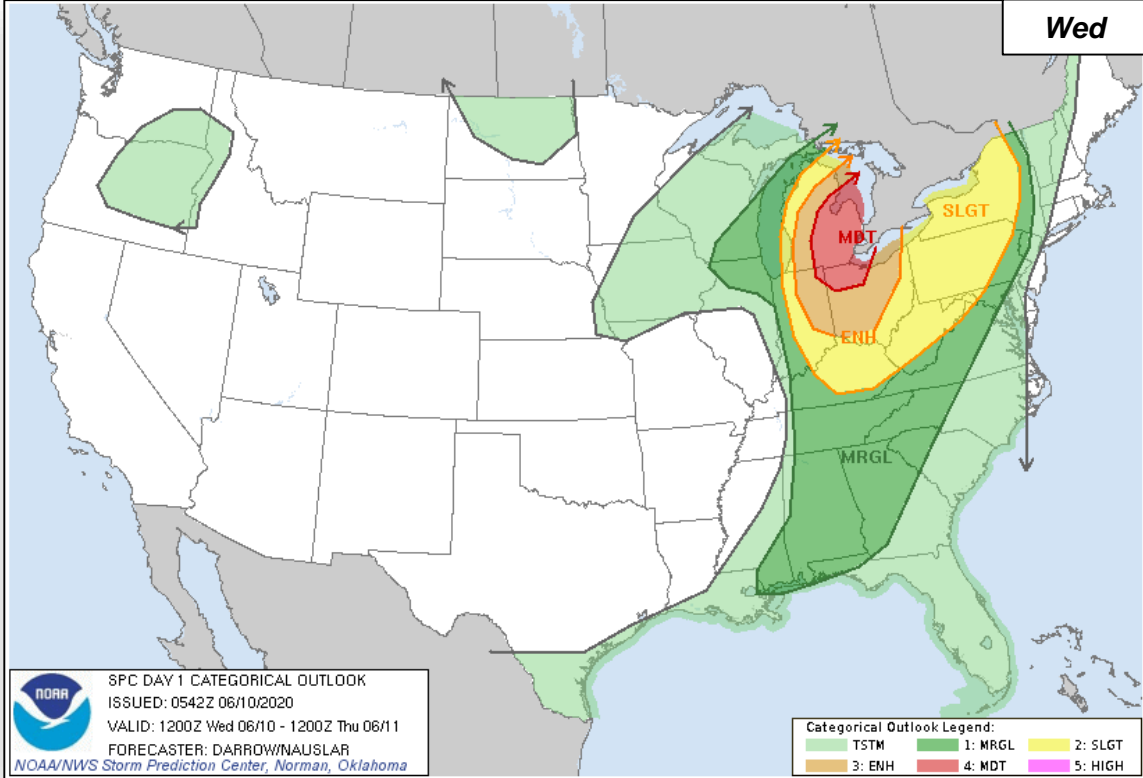 Wed
SLGT
MDT
ENH
MRGL
NOAA
SPC DAY 1 CATEGORICAL OUTLOOK
ISSUED: 0542Z 06/10/2020
VALID: 1200Z Wed 06/10 - 1200Z Thu 06/11
FORECASTER: DARROW/NAUSLAR
NOAA/NWS Storm Prediction Center, Norman, Oklahoma
Categorical Outlook Legend:
TSTM 1: MRGL 2: SLGT
3: ENH 4: MDT 5: HIGH